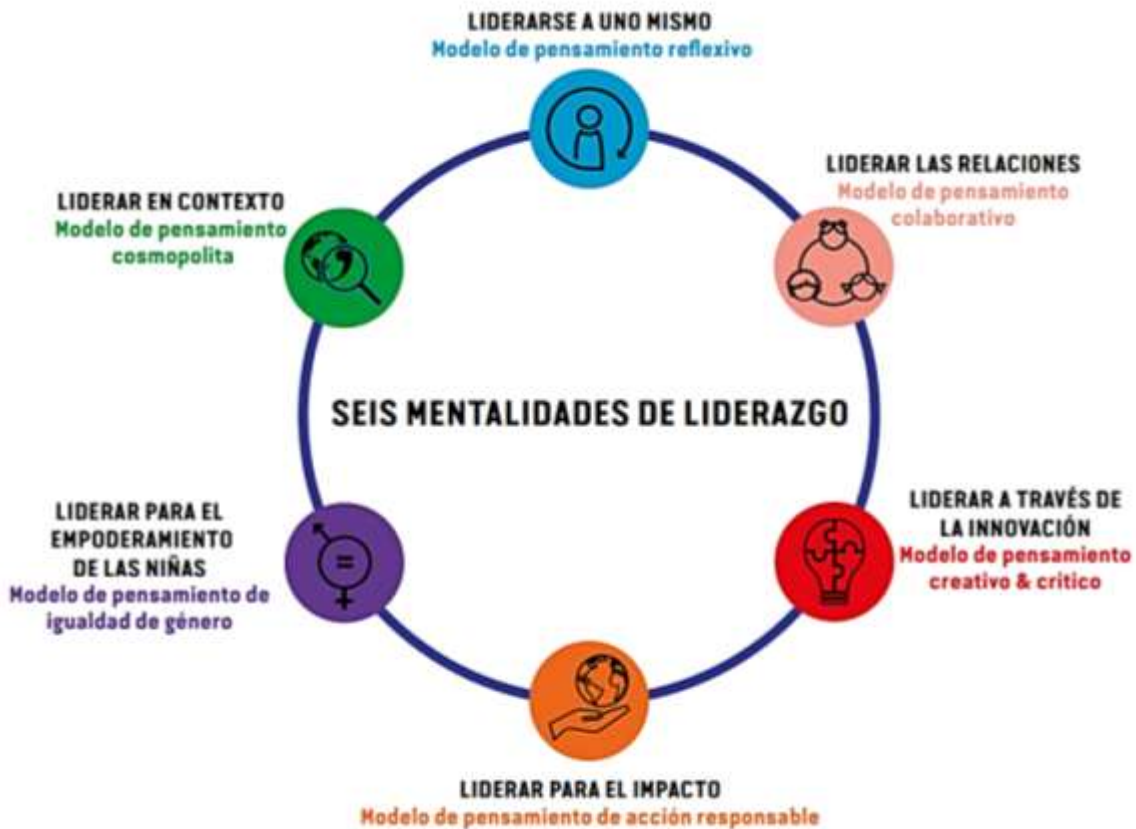 LIDERARSE A UNO MISMO
Modelo de pensamiento reflexivo
LIDERAR LAS RELACIONES
Modelo de pensamiento
colaborativo
LIDERAR EN CONTEXTO
Modelo de pensamiento
cosmopolita
SEIS MENTALIDADES DE LIDERAZGO
LIDERAR A TRAVÉS DE
LA INNOVACIÓN
Modelo de pensamiento
creativo & crítico
LIDERAR PARA EL
EMPODERAMIENTO
DE LAS NIÑAS
Modelo de pensamiento de
igualdad de género
LIDERAR PARA EL IMPACTO
Modelo de pensamiento de acción responsable